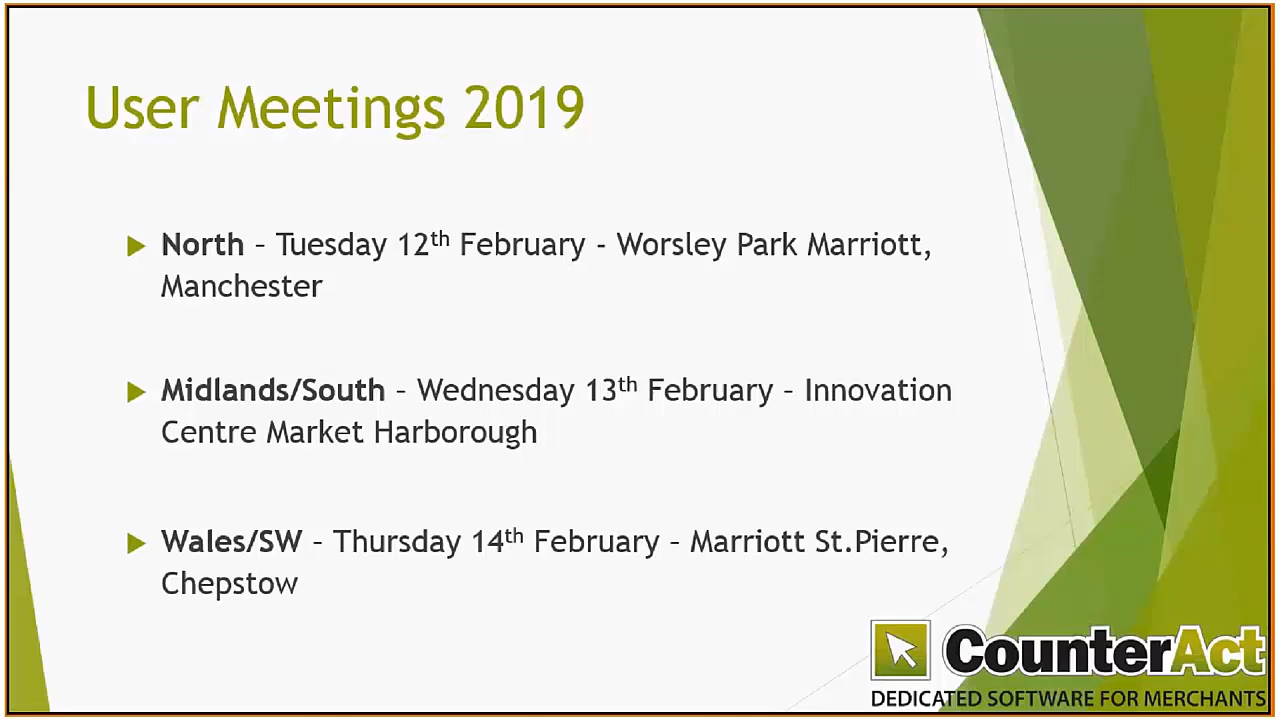 User Meetings 2019
North – Tuesday 12th February - Worsley Park Marriott,
Manchester
Midlands/South – Wednesday 13th February – Innovation
Centre Market Harborough
Wales/SW – Thursday 14th February – Marriott St.Pierre,
Chepstow
CounterAct
DEDICATED SOFTWARE FOR MERCHANTS